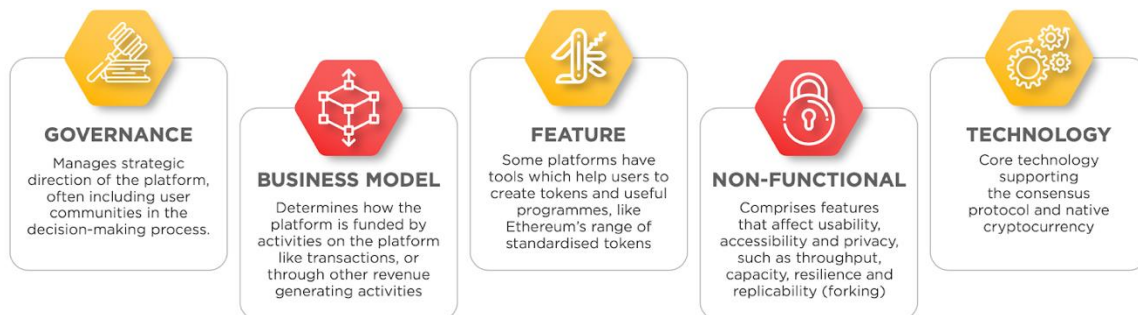 GOVERNANCE
Manages strategic
direction of the platform,
often including user
communities in the
decision-making process.
BUSINESS MODEL
Determines how the
platform is funded by
activities on the platform
like transactions, or
through other revenue
generating activities
FEATURE
Some platforms have
tools which help users to
create tokens and useful
programmes, like
Ethereum's range of
standardised tokens
NON-FUNCTIONAL
Comprises features
that affect usability,
accessibility and privacy,
such as throughput,
capacity, resilience and
replicability (forking)
TECHNOLOGY
Core technology
supporting
the consensus
protocol and native
cryptocurrency